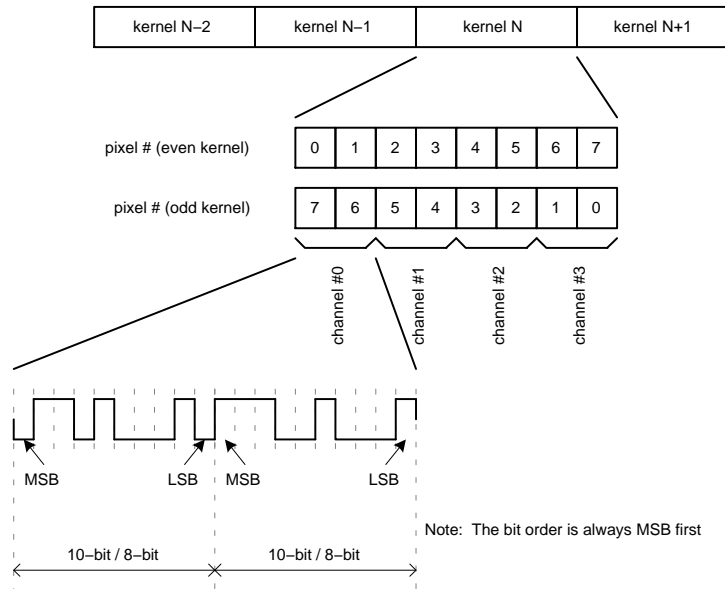 kernel N−2 kernel N−1 kernel N kernel N+1
pixel # (even kernel) 0 1 2 3 4 5 6 7
pixel # (odd kernel) 7 6 5 4 3 2 1 0
channel #0 channel #1 channel #2 channel #3
MSB LSB MSB LSB
Note: The bit order is always MSB first
10−bit / 8−bit 10−bit / 8−bit